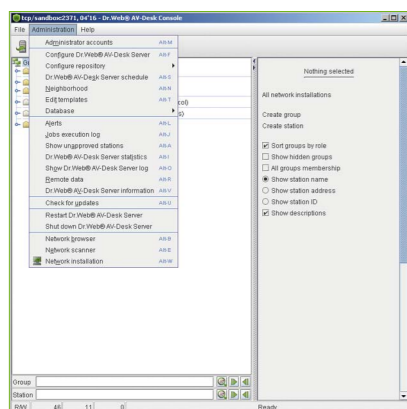 tcp/sandbox:2371, 04'16 - Dr.Web® AV-Desk Console
File Administration Help
Administrator accounts Alt-M
Configure Dr.Web® AV-Desk Server Alt-F
Configure repository
Dr.Web® AV-Desk Server schedule Alt-S
Neighborhood Alt-N
Edit templates Alt-T
Database
Alerts Alt-L
Jobs execution log Alt-J
Show unapproved stations Alt-A
Dr.Web® AV-Desk Server statistics Alt-I
Show Dr.Web® AV-Desk Server log Alt-O
Remote data Alt-R
Dr.Web® AV-Desk Server information Alt-V
Check for updates Alt-U
Restart Dr.Web® AV-Desk Server
Shut down Dr.Web® AV-Desk Server
Network browser Alt-B
Network scanner Alt-E
Network installation Alt-W
col)
s)
Nothing selected
All network installations
Create group
Create station
Sort groups by role
Show hidden groups
All groups membership
Show station name
Show station address
Show station ID
Show descriptions
Group
Station
R/W 48 11 0 Ready